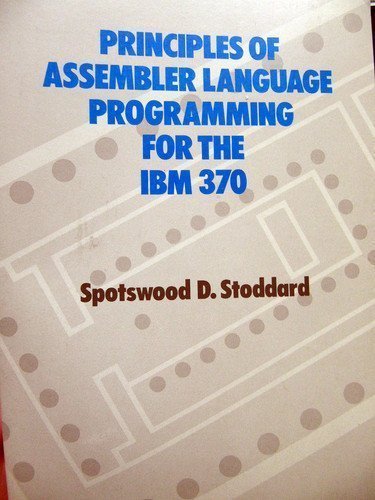 PRINCIPLES OF
ASSEMBLER LANGUAGE
PROGRAMMING
FOR THE
IBM 370
Spotswood D. Stoddard